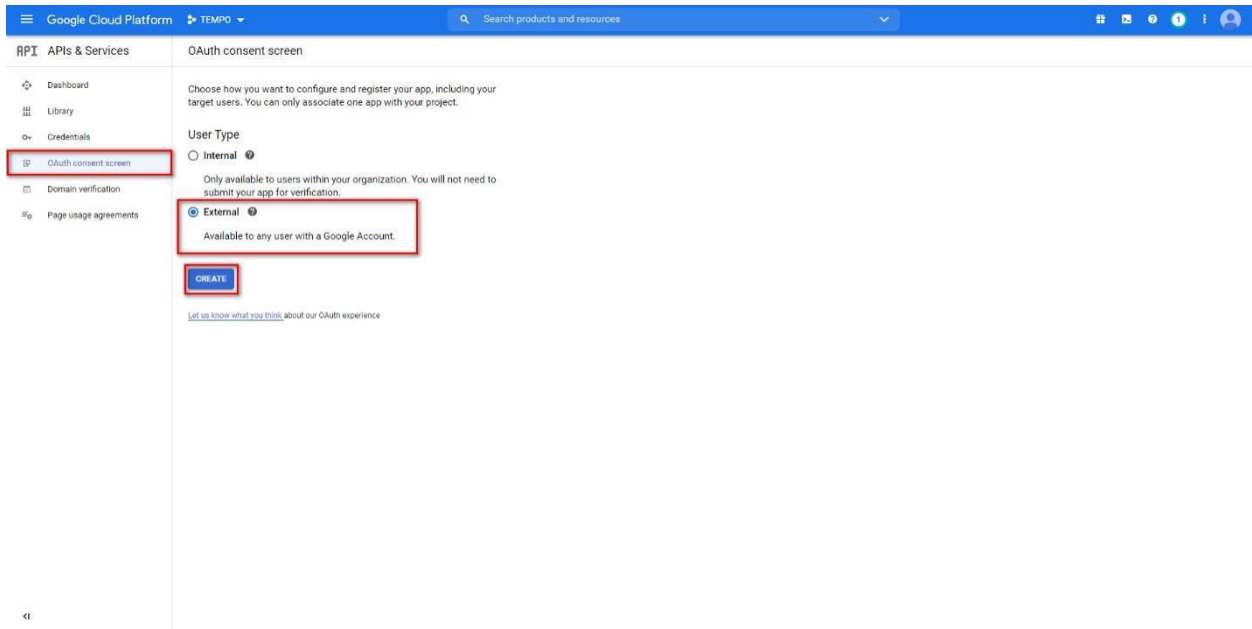 Google Cloud Platform TEMPO Search products and resources 1
API APIs & Services OAuth consent screen
Dashboard
Library
Credentials
OAuth consent screen
Domain verification
Page usage agreements
Choose how you want to configure and register your app, including your
target users. You can only associate one app with your project.
User Type
Internal
Only available to users within your organization. You will not need to
submit your app for verification.
External
Available to any user with a Google Account.
CREATE
Let us know what you think about our OAuth experience